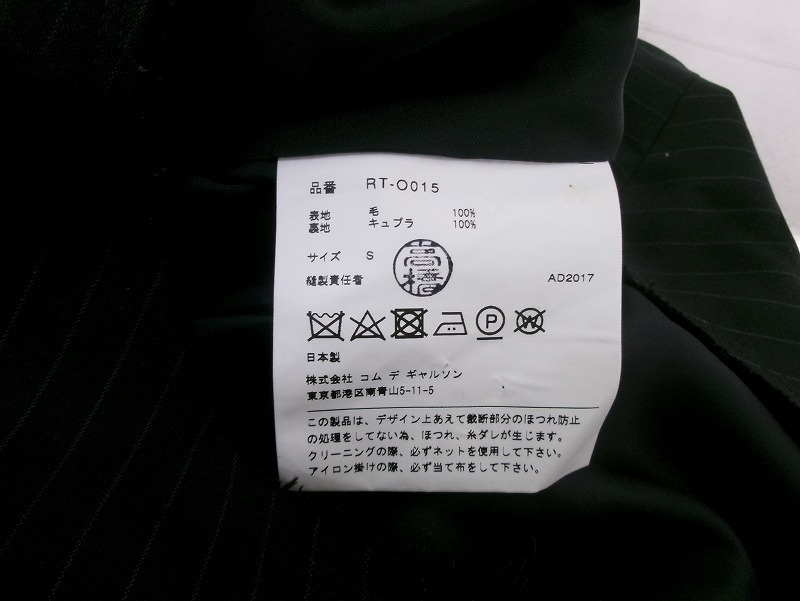 品番 RT-O015
表地 毛 100%
裏地 キュプラ 100%
サイズ S
高橋
縫製責任者 AD2017
P
W
日本製
株式会社 コム デ ギャルソン
東京都港区南青山5-11-5
この製品は、デザイン上あえて裁断部分のほつれ防止
の処理をしてない為、ほつれ、糸ダレが生じます。
クリーニングの際、必ずネットを使用して下さい。
アイロン掛けの際、必ず当て布をして下さい。